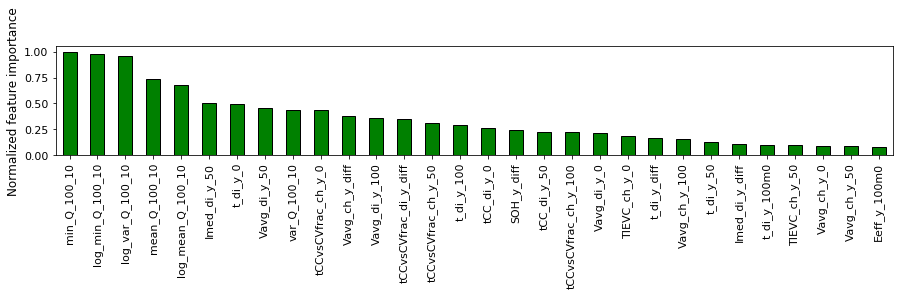 Normalized feature importance
1.00
0.75
0.50
0.25
0.00
min_Q_100_10
log_min_Q_100_10
log_var_Q_100_10
mean_Q_100_10
log_mean_Q_100_10
Imed_di_y_50
t_di_y_0
Vavg_di_y_50
var_Q_100_10
tCCvsCVfrac_ch_y_0
Vavg_ch_y_diff
Vavg_di_y_100
tCCvsCVfrac_di_y_diff
tCCvsCVfrac_ch_y_50
t_di_y_100
tCC_di_y_0
SOH_y_diff
tCC_di_y_50
tCCvsCVfrac_ch_y_100
Vavg_di_y_0
TIEVC_ch_y_0
t_di_y_diff
Vavg_ch_y_100
t_di_y_50
Imed_di_y_diff
t_di_y_100m0
TIEVC_ch_y_50
Vavg_ch_y_0
Vavg_ch_y_50
Eeff_y_100m0